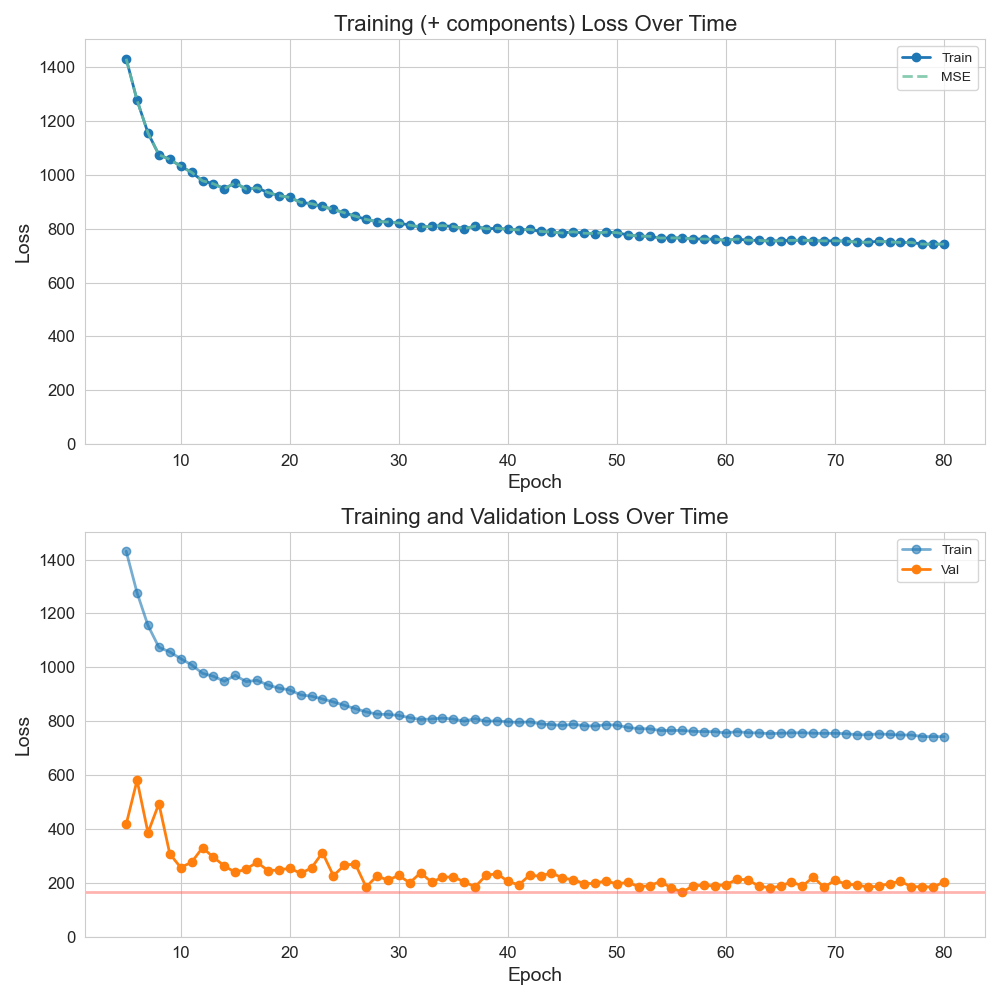 Training (+ components) Loss Over Time
Train
MSE
1400
1200
1000
800
600
400
200
0
Loss
10 20 30 40 50 60 70 80
Epoch
Training and Validation Loss Over Time
Train
Val
1400
1200
1000
800
600
400
200
0
Loss
10 20 30 40 50 60 70 80
Epoch